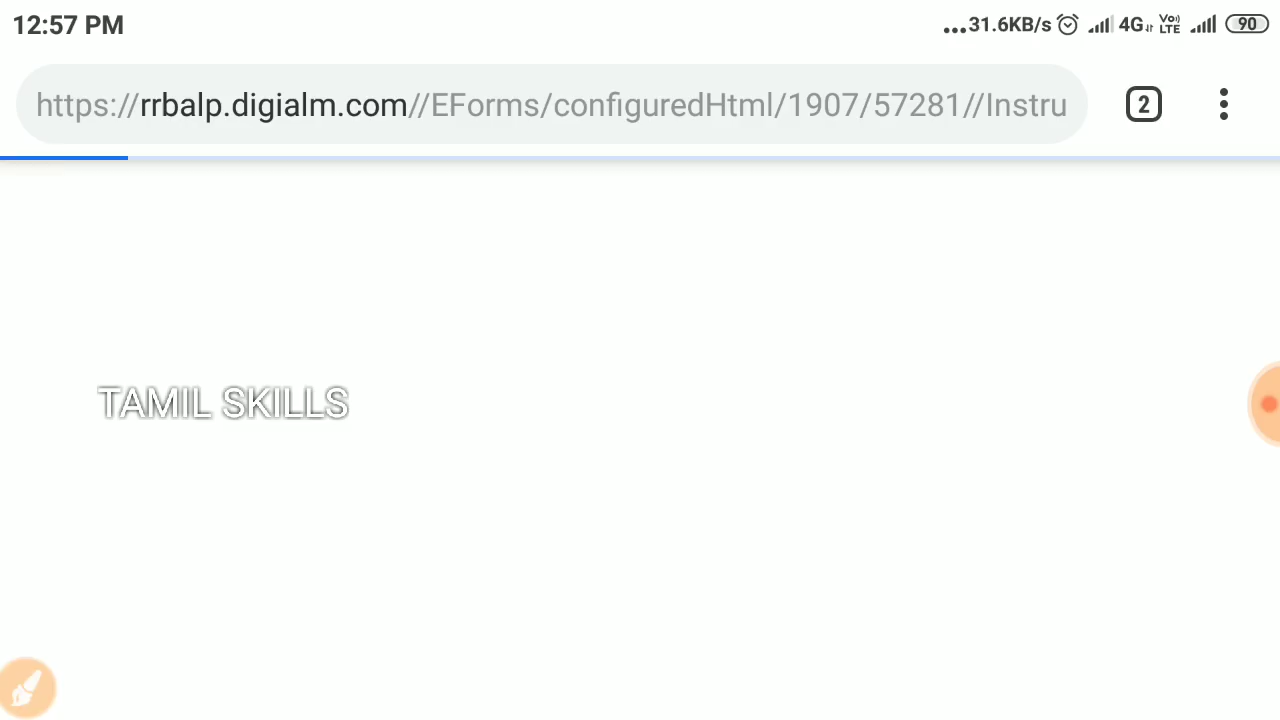 12:57 PM
...31.6KB/s 4G Vo) LTE 90
https://rrbalp.digialm.com//EForms/configuredHtml/1907/57281//Instru
2
TAMIL SKILLS